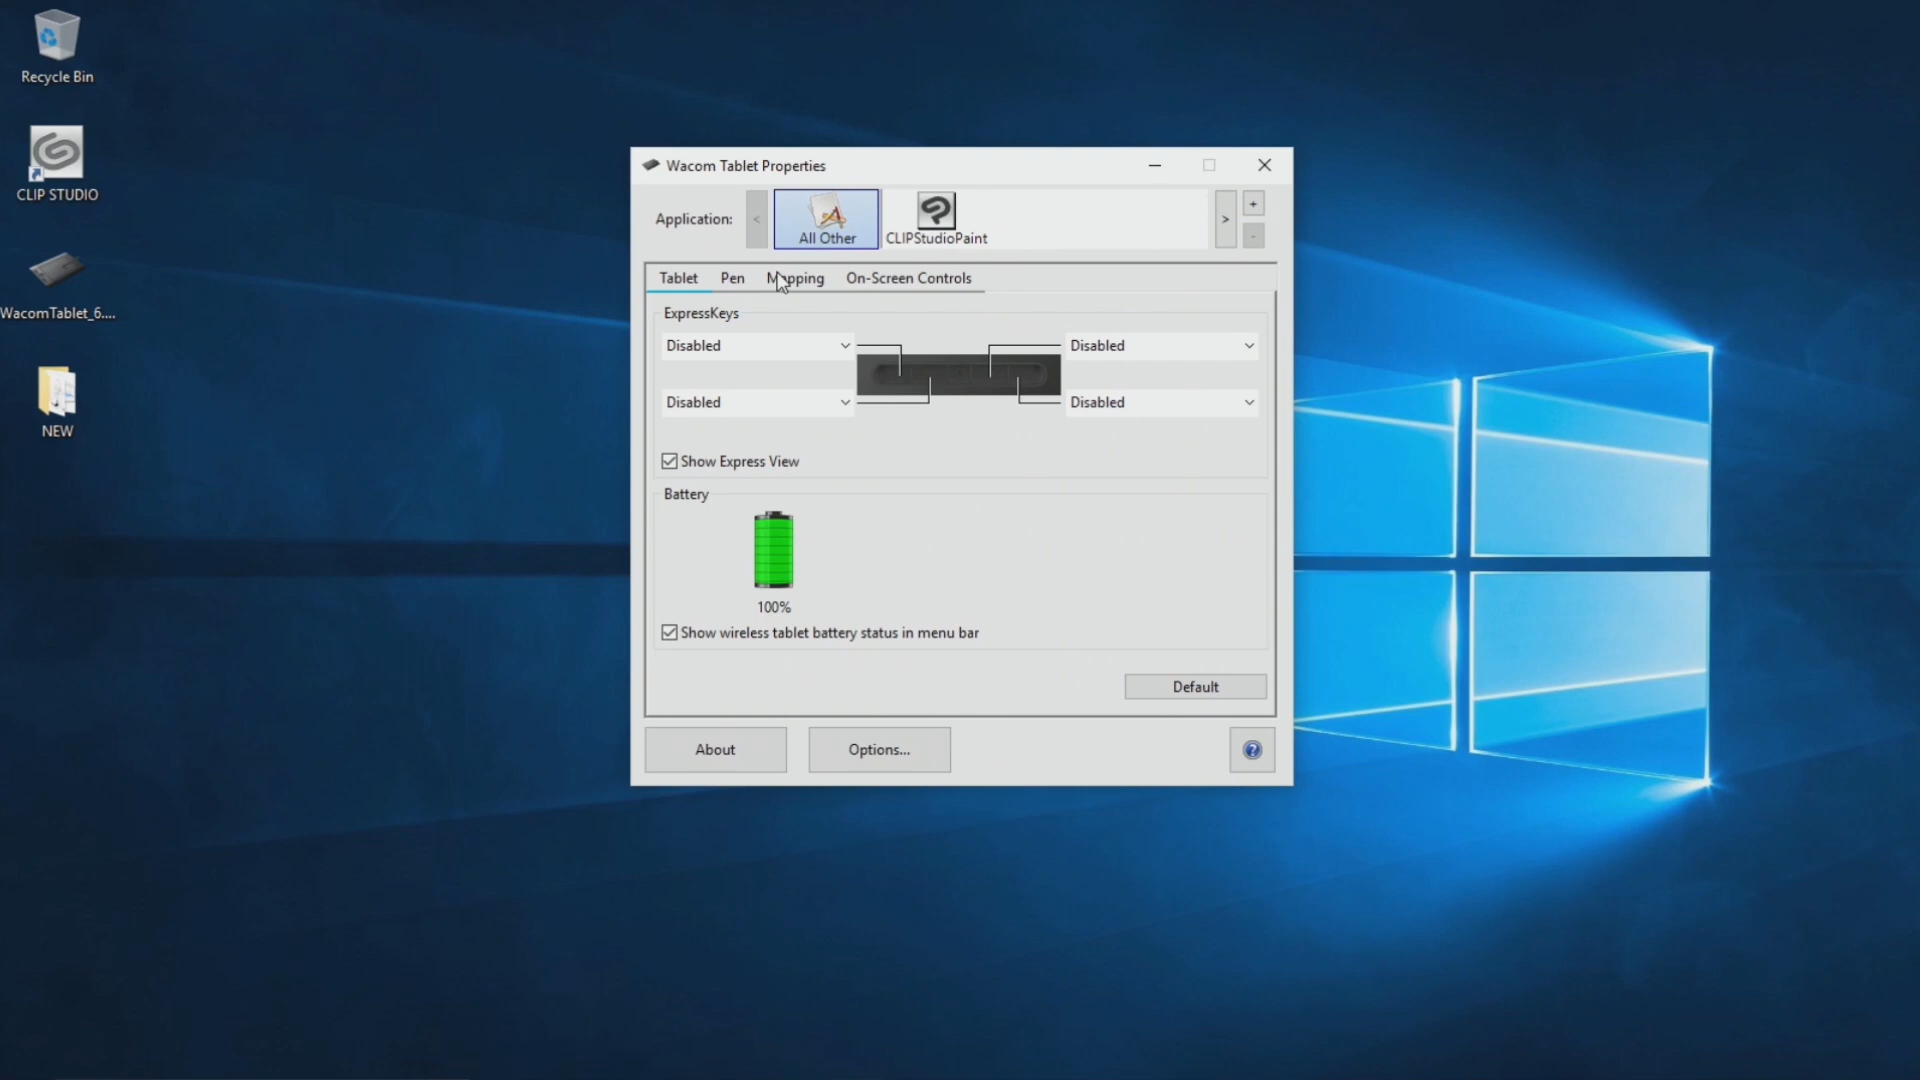 Recycle Bin
CLIP STUDIO
WacomTablet_6....
NEW
Wacom Tablet Properties
Application:
<
All Other
CLIPStudioPaint
>
+
-
Tablet Pen Mapping On-Screen Controls
ExpressKeys
Disabled
Disabled
Disabled
Disabled
Show Express View
Battery
100%
Show wireless tablet battery status in menu bar
Default
About
Options...
?